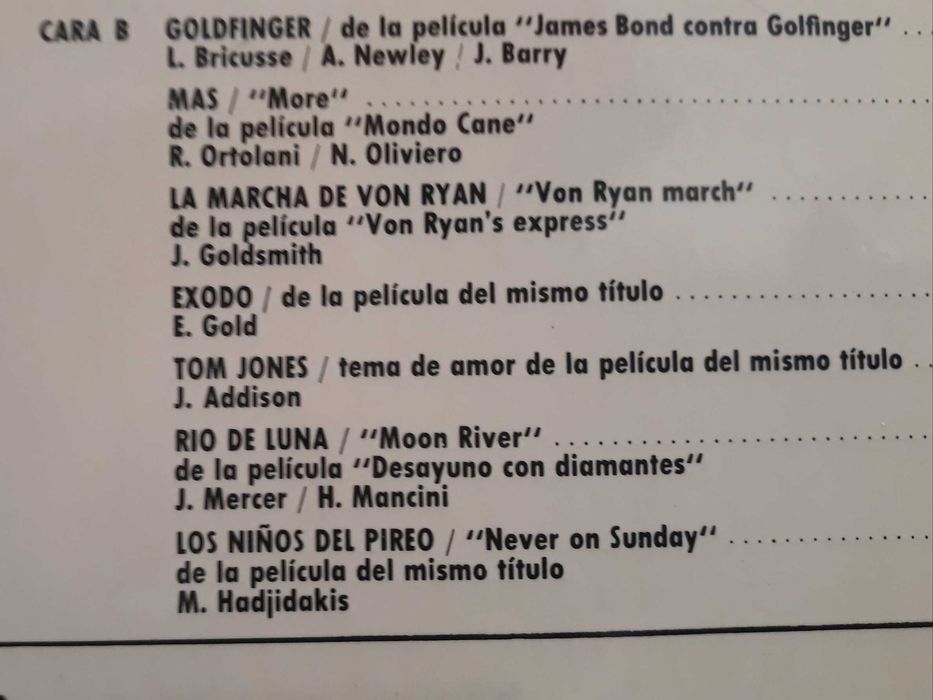 CARA B GOLDFINGER / de la película "James Bond contra Golfinger" ..
L. Bricusse / A. Newley / J. Barry
MAS / "More" ........................................
de la película "Mondo Cane"
R. Ortolani / N. Oliviero
LA MARCHA DE VON RYAN / "Von Ryan march" ............
de la película "Von Ryan's express"
J. Goldsmith
EXODO / de la película del mismo título ..................
E. Gold
TOM JONES / tema de amor de la película del mismo título ..
J. Addison
RIO DE LUNA / "Moon River" ...........................
de la película "Desayuno con diamantes"
J. Mercer / H. Mancini
LOS NIÑOS DEL PIREO / "Never on Sunday" ..............
de la película del mismo título
M. Hadjidakis